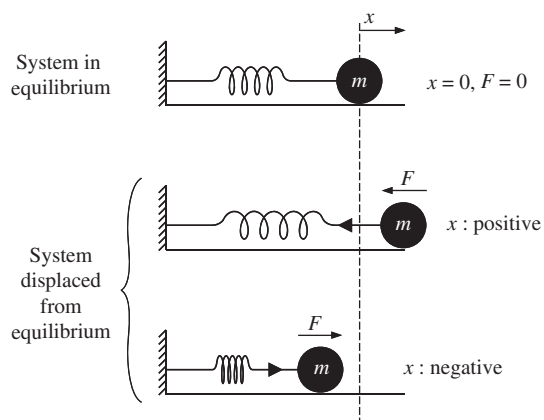 x
System in
equilibrium
m
x = 0, F = 0
F
m
x : positive
System
displaced
from
equilibrium
F
m
x : negative